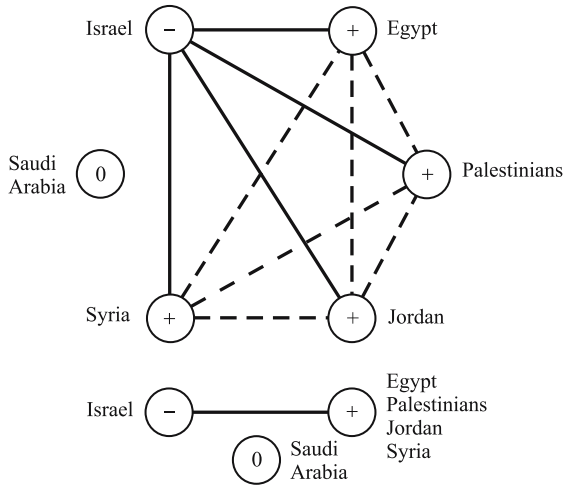 Israel − + Egypt
Saudi
Arabia 0
+ Palestinians
Syria + + Jordan
Israel − +
Egypt
Palestinians
Jordan
Syria
0 Saudi
Arabia